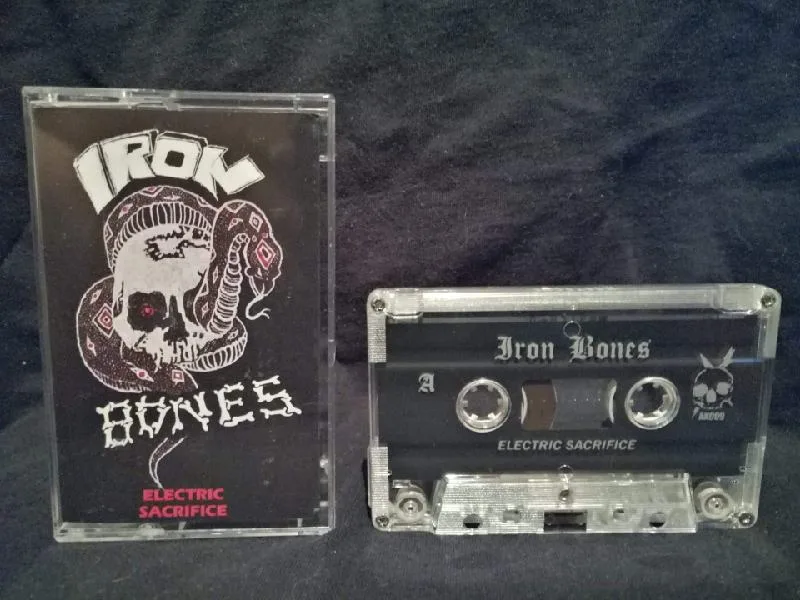 IRON
BONES
ELECTRIC
SACRIFICE
Iron Bones
A
ELECTRIC SACRIFICE